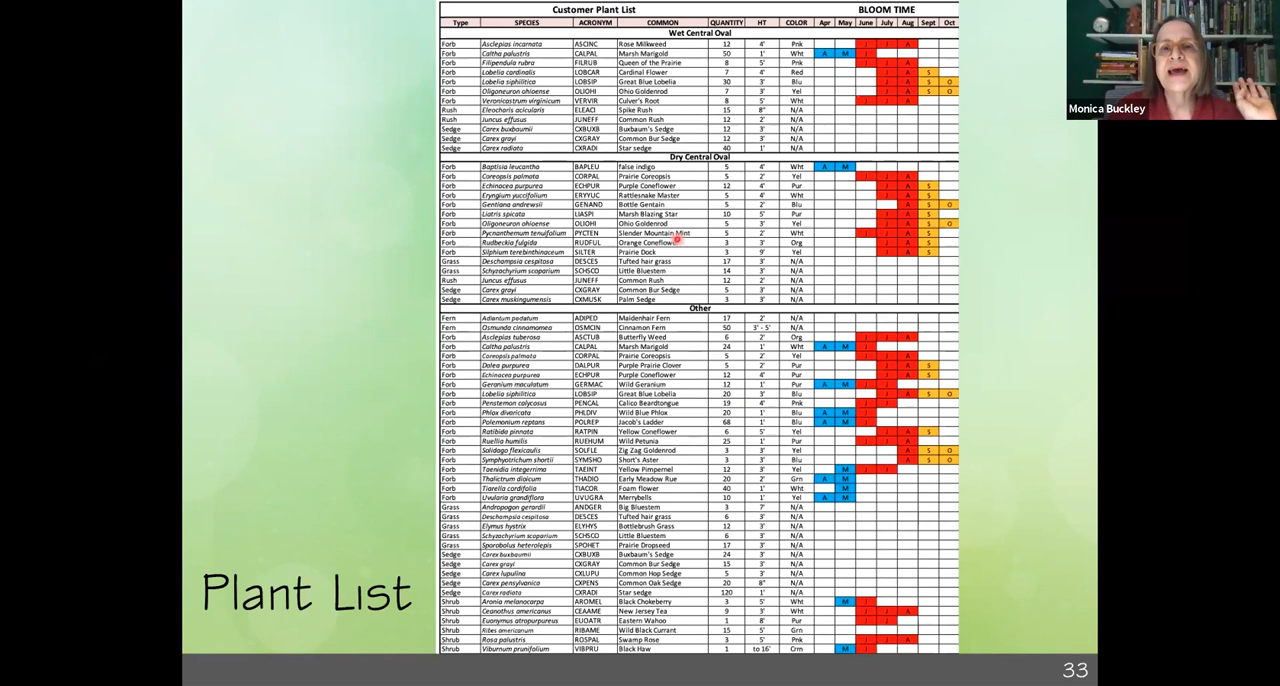 Customer Plant List BLOOM TIME
Type SPECIES ACRONYM COMMON QUANTITY HT COLOR Apr May June July Aug Sept Oct
Wet Central Oval
Forb Asclepias incarnata ASCINC Rose Milkweed 12 4' Pnk J J A
Forb Caltha palustris CALPAL Marsh Marigold 50 1' Wht A M J
Forb Filipendula rubra FILRUB Queen of the Prairie 8 5' Pnk J J A
Forb Lobelia cardinalis LOBCAR Cardinal Flower 7 4' Red J A S
Forb Lobelia siphilitica LOBSIP Great Blue Lobelia 30 3' Blu J A S O
Forb Oligoneron ohioense OLIOHI Ohio Goldenrod 7 3' Yel J A S O
Forb Veronicastrum virginicum VERVIR Culver's Root 8 5' Wht J J A
Rush Eleocharis acicularis ELEACI Spike Rush 15 8" N/A
Rush Juncus effusus JUNEFF Common Rush 12 2' N/A
Sedge Carex buxbaumii CXBUXB Buxbaum's Sedge 12 3' N/A
Sedge Carex grayi CXGRAY Common Bur Sedge 12 3' N/A
Sedge Carex radiata CXRADI Star sedge 40 1' N/A
Dry Central Oval
Forb Baptisia leucantha BAPLEU false indigo 5 4' Wht A M
Forb Coreopsis palmata CORPAL Prairie Coreopsis 5 2' Yel J J A
Forb Echinacea purpurea ECHPUR Purple Coneflower 12 4' Pur J A S
Forb Eryngium yuccifolium ERYYUC Rattlesnake Master 5 4' Wht J A S
Forb Gentiana andrewsii GENAND Bottle Gentain 5 2' Blu A S O
Forb Liatris spicata LIASPI Marsh Blazing Star 10 5' Pur J A S
Forb Oligoneuron ohioense OLIOHI Ohio Goldenrod 5 3' Yel J A S O
Forb Pycnanthemum tenuifolium PYCTEN Slender Mountain Mint 5 2' Wht J J A S
Forb Rudbeckia fulgida RUDFUL Orange Coneflower 3 3' Org J A S
Forb Silphium terebinthinaceum SILTER Prairie Dock 3 9' Yel J A S
Grass Deschampsia cespitosa DESCES Tufted hair grass 17 3' N/A
Grass Schyzachyrium scoparium SCHSCO Little Bluestem 14 3' N/A
Rush Juncus effusus JUNEFF Common Rush 12 2' N/A
Sedge Carex grayi CXGRAY Common Bur Sedge 5 3' N/A
Sedge Carex muskingumensis CXMUSK Palm Sedge 3 3' N/A
Other
Fern Adiantum pedatum ADIPED Maidenhair Fern 17 2' N/A
Fern Osmunda cinnamomea OSMCIN Cinnamon Fern 50 3' - 5' N/A
Forb Asclepias tuberosa ASCTUB Butterfly Weed 6 2' Org J J A
Forb Caltha palustris CALPAL Marsh Marigold 24 1' Wht A M J
Forb Coreopsis palmata CORPAL Prairie Coreopsis 5 2' Yel J J A
Forb Dalea purpurea DALPUR Purple Prairie Clover 5 2' Pur J A S
Forb Echinacea purpurea ECHPUR Purple Coneflower 12 4' Pur J A S
Forb Geranium maculatum GERMAC Wild Geranium 12 1' Pur A M J J
Forb Lobelia siphilitica LOBSIP Great Blue Lobelia 20 3' Blu J A S O
Forb Penstemon calycosus PENCAL Calico Beardtongue 19 4' Pnk J J
Forb Phlox divaricata PHLDIV Wild Blue Phlox 20 1' Blu A M J
Forb Polemonium reptans POLREP Jacob's Ladder 68 1' Blu A M J
Forb Ratibida pinnata RATPIN Yellow Coneflower 6 5' Yel J A S
Forb Ruellia humilis RUEHUM Wild Petunia 25 1' Pur J J A
Forb Solidago flexicaulis SOLFLE Zig Zag Goldenrod 3 3' Yel A S O
Forb Symphyotrichum shortii SYMSHO Short's Aster 3 3' Blu A S O
Forb Taenidia integerrima TAEINT Yellow Pimpernel 12 3' Yel M J J
Forb Thalictrum dioicum THADIO Early Meadow Rue 20 2' Grn A M
Forb Tiarella cordifolia TIACOR Foam flower 40 1' Wht M
Forb Uvularia grandiflora UVUGRA Merrybells 10 1' Yel A M
Grass Andropogon gerardii ANDGER Big Bluestem 3 7' N/A
Grass Deschampsia cespitosa DESCES Tufted hair grass 6 3' N/A
Grass Elymus hystrix ELYHYS Bottlebrush Grass 12 3' N/A
Grass Schyzachyrium scoparium SCHSCO Little Bluestem 6 3' N/A
Grass Sporobolus heterolepis SPOHET Prairie Dropseed 17 3' N/A
Sedge Carex buxbaumii CXBUXB Buxbaum's Sedge 24 3' N/A
Sedge Carex grayi CXGRAY Common Bur Sedge 15 3' N/A
Sedge Carex lupulina CXLUPU Common Hop Sedge 5 3' N/A
Sedge Carex pensylvanica CXPENS Common Oak Sedge 20 8" N/A
Sedge Carex radiata CXRADI Star sedge 120 1' N/A
Shrub Aronia melanocarpa AROMEL Black Chokeberry 3 5' Wht M J
Shrub Ceanothus americanus CEAAME New Jersey Tea 9 3' Wht J J A
Shrub Euonymus atropurpureus EUOATR Eastern Wahoo 1 8' Pur J J
Shrub Ribes americanum RIBAME Wild Black Currant 15 5' Grn
Shrub Rosa palustris ROSPAL Swamp Rose 3 5' Pnk J J A
Shrub Viburnum prunifolium VIBPRU Black Haw 1 to 16' Crm M J
Plant List
33
Monica Buckley